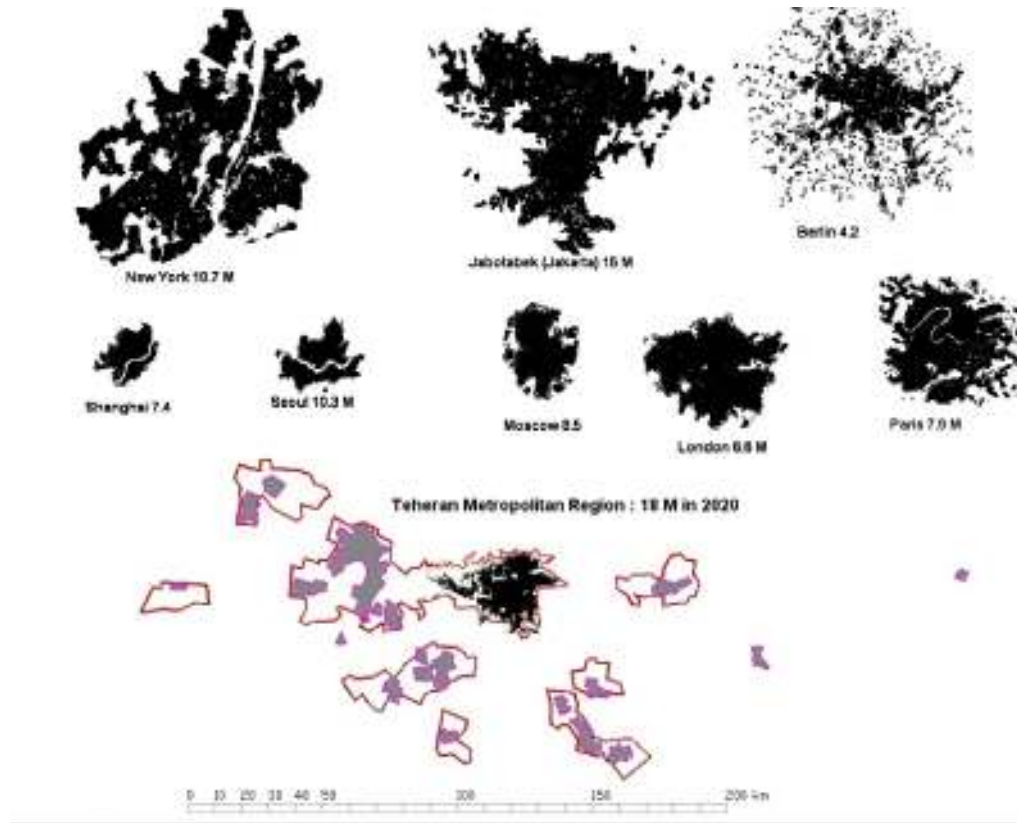 New York 10.7 M
Jabotabek (Jakarta) 15 M
Berlin 4.2
Shanghai 7.4
Seoul 10.3 M
Moscow 8.5
London 6.6 M
Paris 7.9 M
Teheran Metropolitan Region : 18 M in 2020
0 10 20 30 40 50 100 150 200 km